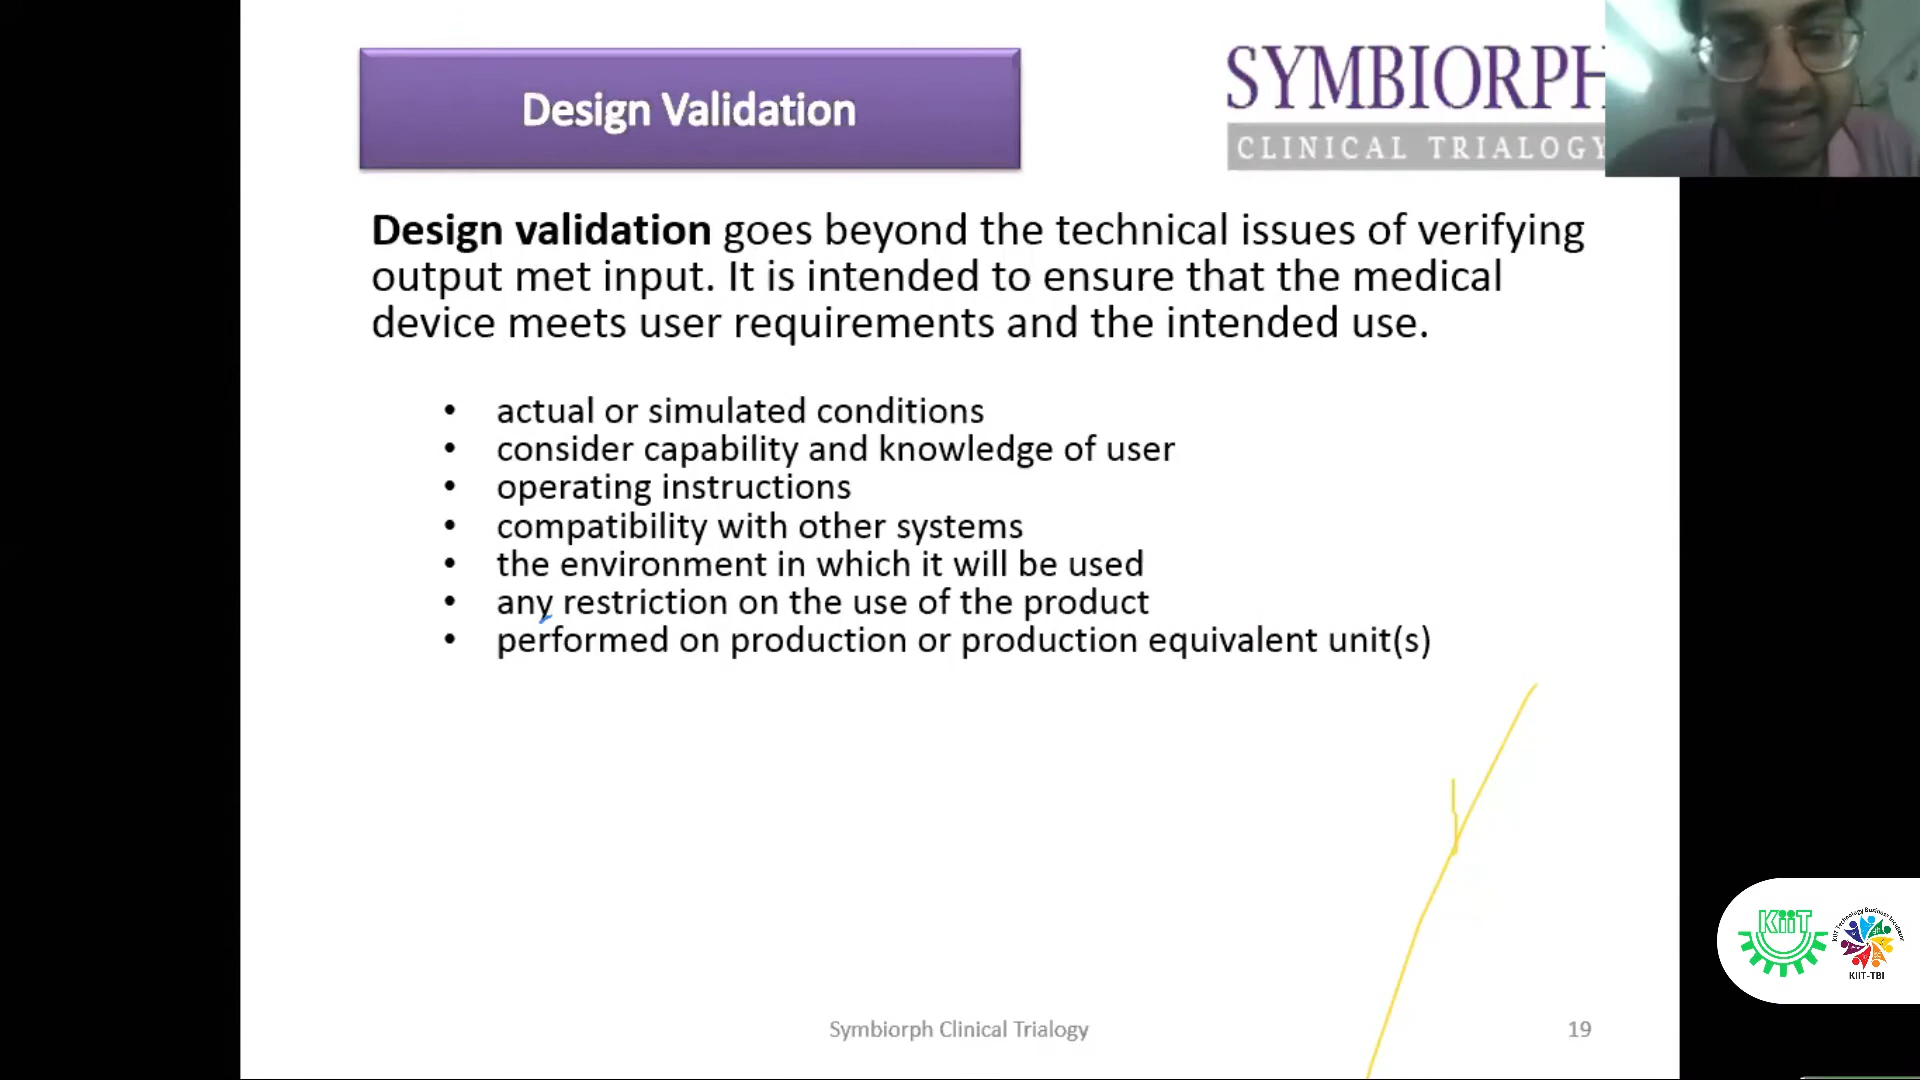 Design Validation
SYMBIORPH
CLINICAL TRIALOGY
Design validation goes beyond the technical issues of verifying
output met input. It is intended to ensure that the medical
device meets user requirements and the intended use.
• actual or simulated conditions
• consider capability and knowledge of user
• operating instructions
• compatibility with other systems
• the environment in which it will be used
• any restriction on the use of the product
• performed on production or production equivalent unit(s)
KiiT
KIIT Technology Business Incubator
KIIT-TBI
Symbiorph Clinical Trialogy
19